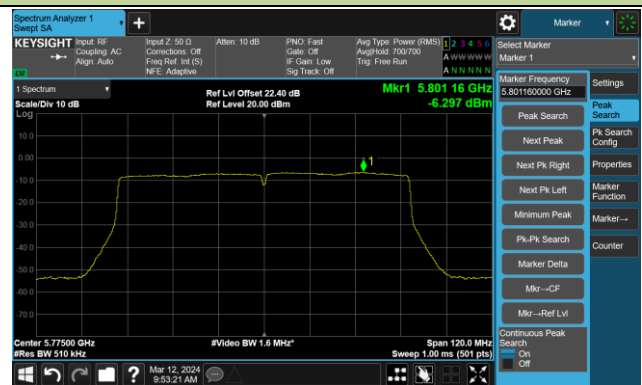 Spectrum Analyzer 1
Swept SA
Marker
KEYSIGHT
Input: RF
Coupling: AC
Align: Auto
Input Z: 50 Ω
Corrections: Off
Freq Ref: Int (S)
NFE: Adaptive
Atten: 10 dB
PNO: Fast
Gate: Off
IF Gain: Low
Sig Track: Off
Avg Type: Power (RMS)
Avg|Hold: 700/700
Trig: Free Run
1 2 3 4 5 6
A W W W W W
A N N N N N
Select Marker
Marker 1
1 Spectrum
Scale/Div 10 dB
Log
Ref Lvl Offset 22.40 dB
Ref Level 20.00 dBm
Mkr1 5.801 16 GHz
-6.297 dBm
10.0
0.00
-10.0
-20.0
-30.0
-40.0
-50.0
-60.0
-70.0
1
Center 5.77500 GHz
#Res BW 510 kHz
#Video BW 1.6 MHz*
Span 120.0 MHz
Sweep 1.00 ms (501 pts)
Marker Frequency
5.801160000 GHz
Peak Search
Next Peak
Next Pk Right
Next Pk Left
Minimum Peak
Pk-Pk Search
Marker Delta
Mkr→CF
Mkr→Ref Lvl
Continuous Peak
Search
On
Off
Settings
Peak
Search
Pk Search
Config
Properties
Marker
Function
Marker→
Counter
Mar 12, 2024
9:53:21 AM